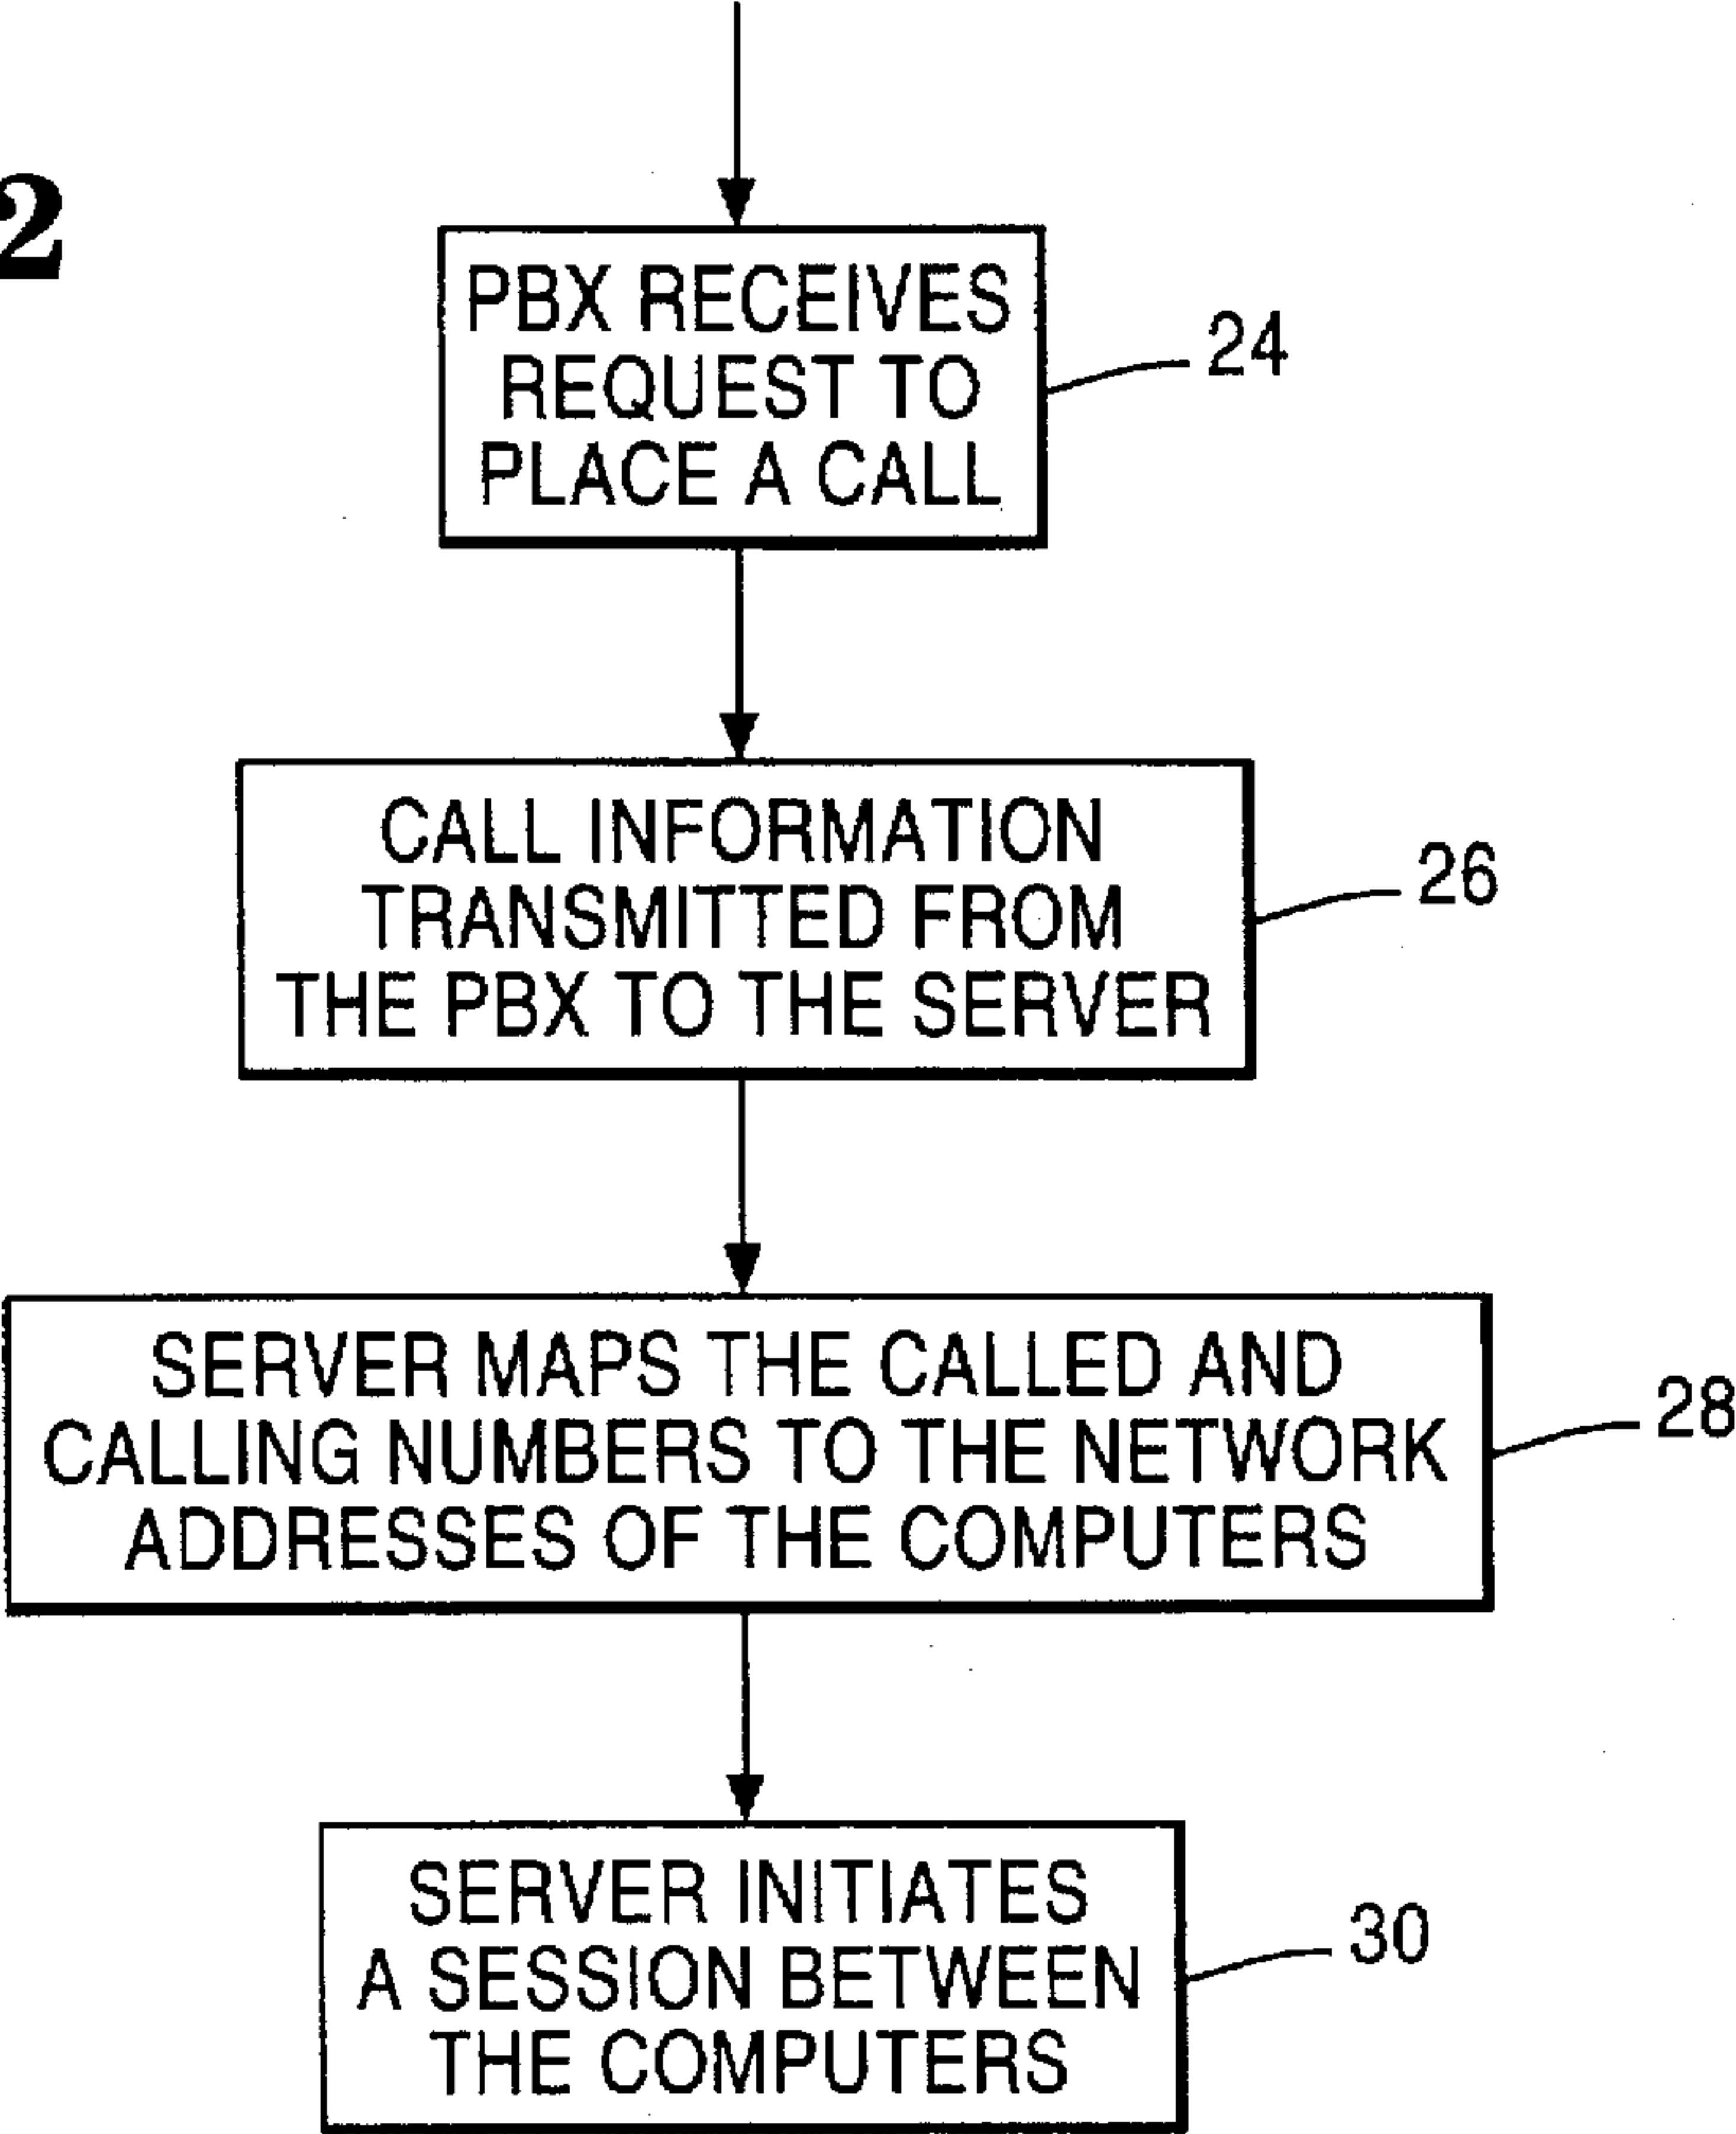 2
PBX RECEIVES
REQUEST TO
PLACE A CALL
24
CALL INFORMATION
TRANSMITTED FROM
THE PBX TO THE SERVER
26
SERVER MAPS THE CALLED AND
CALLING NUMBERS TO THE NETWORK
ADDRESSES OF THE COMPUTERS
28
SERVER INITIATES
A SESSION BETWEEN
THE COMPUTERS
30